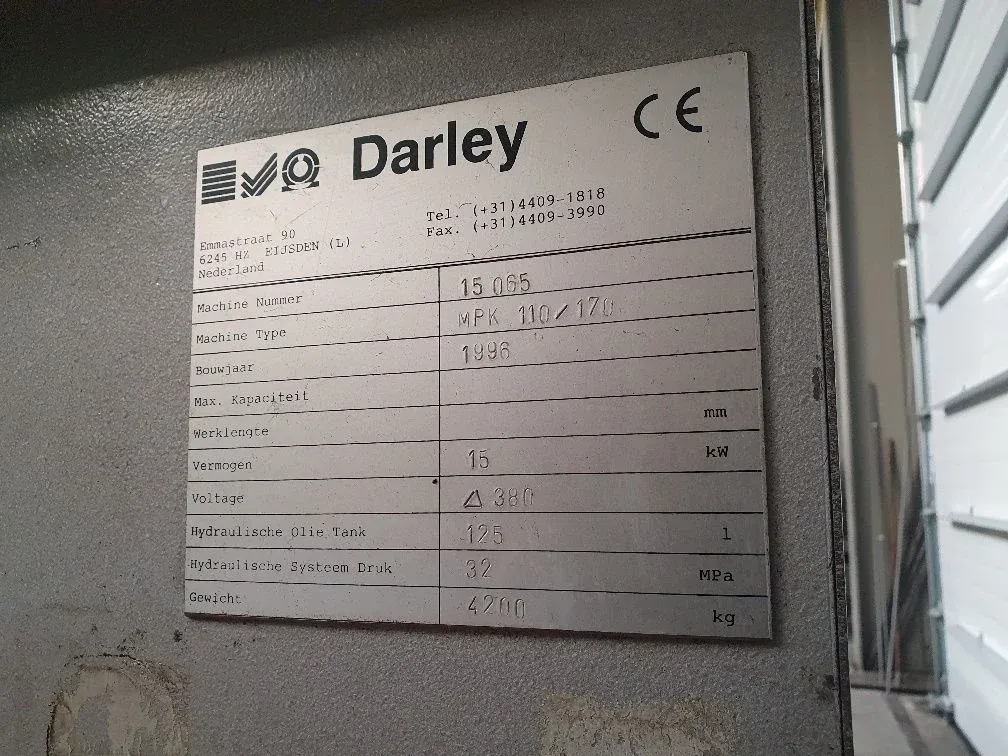 Darley
CE
Emmastraat 90
6245 HZ EIJSDEN (L)
Nederland
Tel. (+31)4409-1818
Fax. (+31)4409-3990
Machine Nummer 15 065
Machine Type MPK 110/170
Bouwjaar 1996
Max. Kapaciteit
Werklengte mm
Vermogen 15 kW
Voltage △ 380
Hydraulische Olie Tank 125 l
Hydraulische Systeem Druk 32 MPa
Gewicht 4200 kg